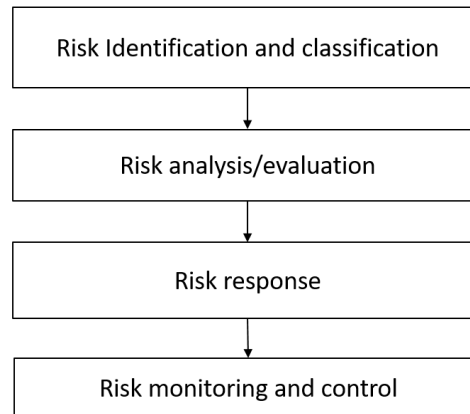 Risk Identification and classification
Risk analysis/evaluation
Risk response
Risk monitoring and control